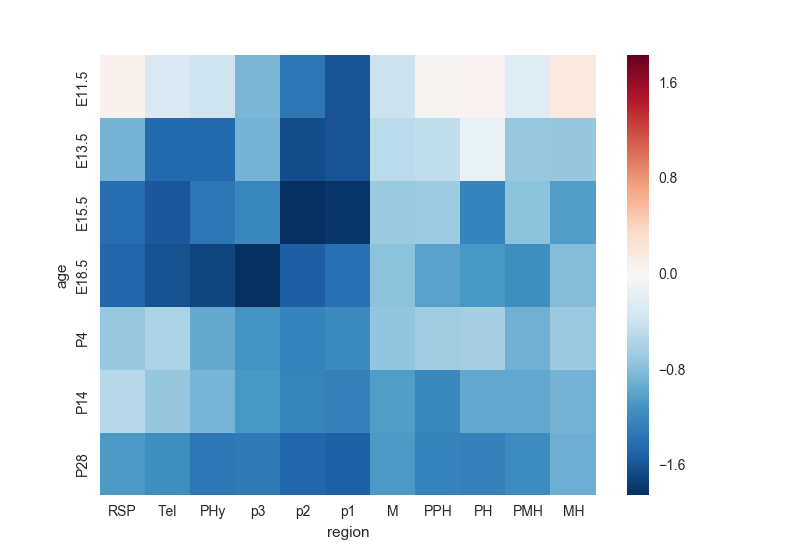 E11.5
E13.5
E15.5
E18.5
P4
P14
P28
age
RSP Tel PHy p3 p2 p1 M PPH PH PMH MH
region
1.6
0.8
0.0
−0.8
−1.6